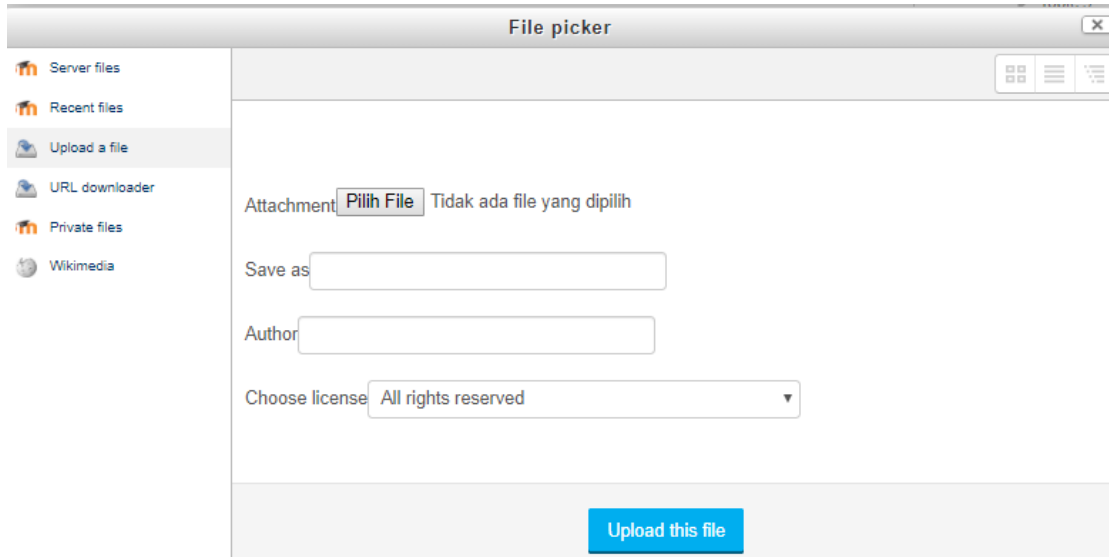 File picker
Server files
Recent files
Upload a file
URL downloader
Private files
Wikimedia
Attachment Pilih File Tidak ada file yang dipilih
Save as
Author
Choose license All rights reserved
Upload this file